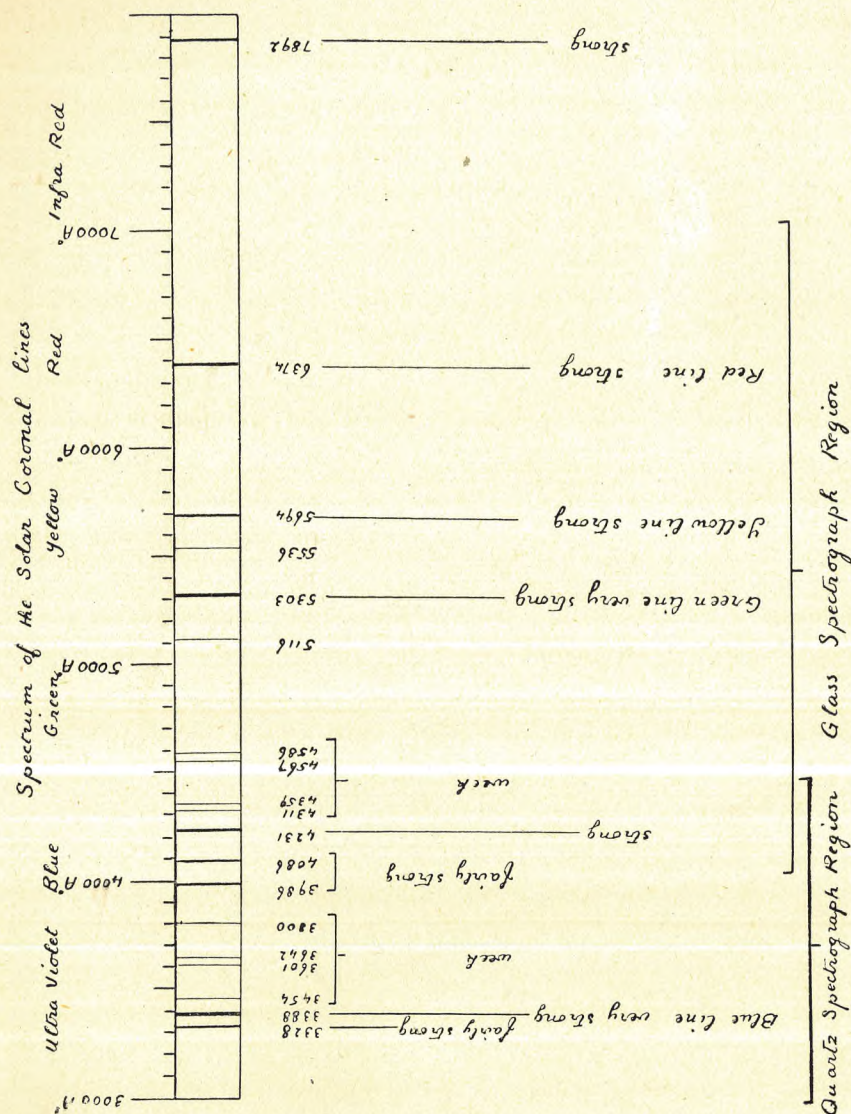 Spectrum of the Solar Coronal lines
Ultra Violet
Blue
Green
Yellow
Red
Infra Red
3000 A°
4000 A°
5000 A°
6000 A°
7000 A°
7892 strong
6374 Red line strong
5694 Yellow line strong
5536
5303 Green line very strong
5116
4586
4567
4359
4311
week
4231 strong
4086
3986
fairly strong
3800
3642
3601
3454
week
3388 Blue line very strong
3328 fairly strong
Glass Spectrograph Region
Quartz Spectrograph Region